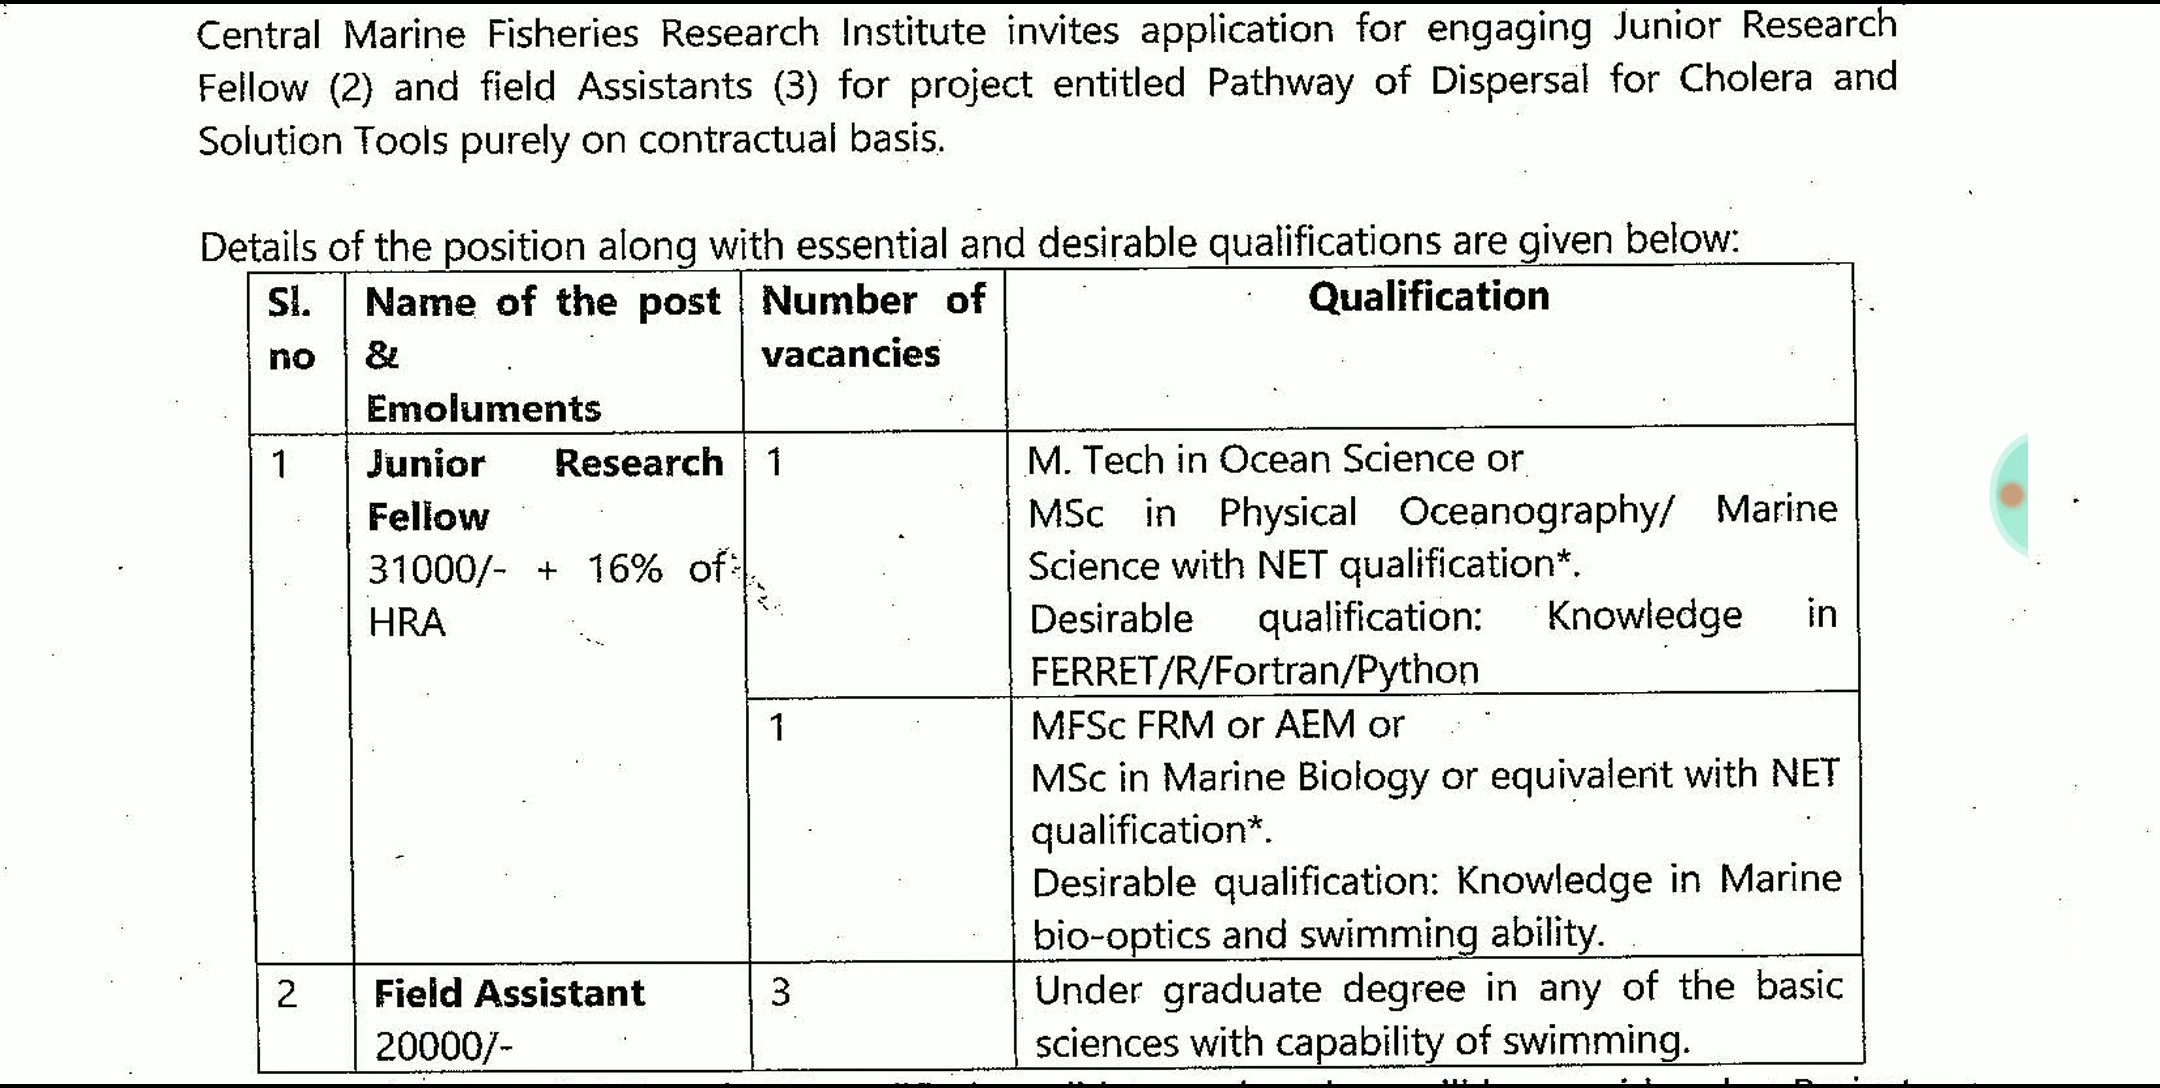 Central Marine Fisheries Research Institute invites application for engaging Junior Research
Fellow (2) and field Assistants (3) for project entitled Pathway of Dispersal for Cholera and
Solution Tools purely on contractual basis.
Details of the position along with essential and desirable qualifications are given below:
Sl. no
Name of the post & Emoluments
Number of vacancies
Qualification
1
Junior Research
Fellow
31000/- + 16% of
HRA
1
M. Tech in Ocean Science or
MSc in Physical Oceanography/ Marine
Science with NET qualification*.
Desirable qualification: Knowledge in
FERRET/R/Fortran/Python
1
MFSc FRM or AEM or
MSc in Marine Biology or equivalent with NET
qualification*.
Desirable qualification: Knowledge in Marine
bio-optics and swimming ability.
2
Field Assistant
20000/-
3
Under graduate degree in any of the basic
sciences with capability of swimming.